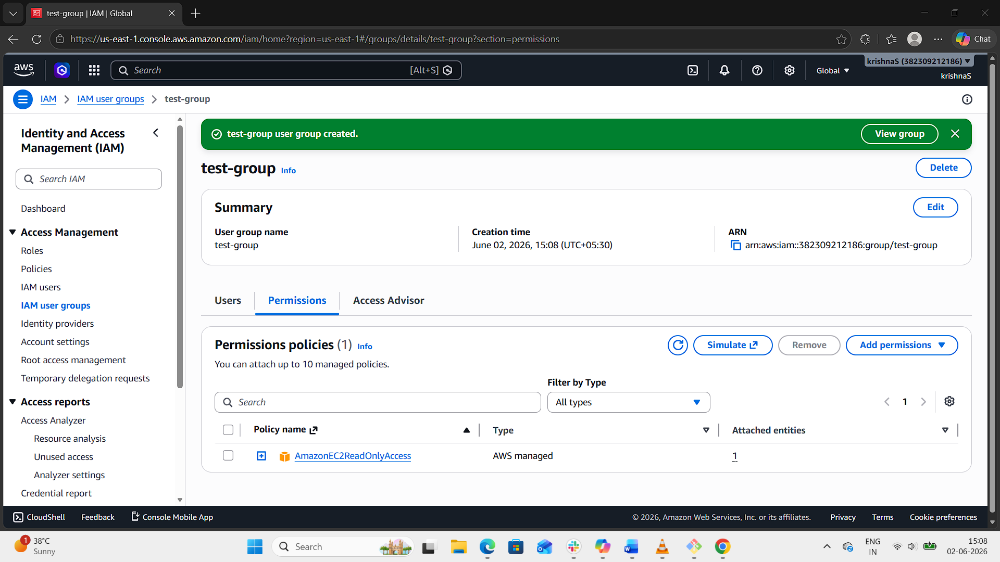 test-group | IAM | Global
https://us-east-1.console.aws.amazon.com/iam/home?region=us-east-1#/groups/details/test-group?section=permissions
Chat
aws
Search
[Alt+S]
Global
krishnaS (382309212186)
krishnaS
IAM
IAM user groups
test-group
Identity and Access
Management (IAM)
Search IAM
Dashboard
Access Management
Roles
Policies
IAM users
IAM user groups
Identity providers
Account settings
Root access management
Temporary delegation requests
Access reports
Access Analyzer
Resource analysis
Unused access
Analyzer settings
Credential report
test-group user group created.
View group
test-group
Info
Delete
Summary
Edit
User group name
test-group
Creation time
June 02, 2026, 15:08 (UTC+05:30)
ARN
arn:aws:iam::382309212186:group/test-group
Users
Permissions
Access Advisor
Permissions policies (1)
Info
Simulate
Remove
Add permissions
You can attach up to 10 managed policies.
Filter by Type
Search
All types
1
Policy name
Type
Attached entities
AmazonEC2ReadOnlyAccess
AWS managed
1
CloudShell
Feedback
Console Mobile App
© 2026, Amazon Web Services, Inc. or its affiliates.
Privacy
Terms
Cookie preferences
1
38°C
Sunny
Search
ENG
IN
15:08
02-06-2026